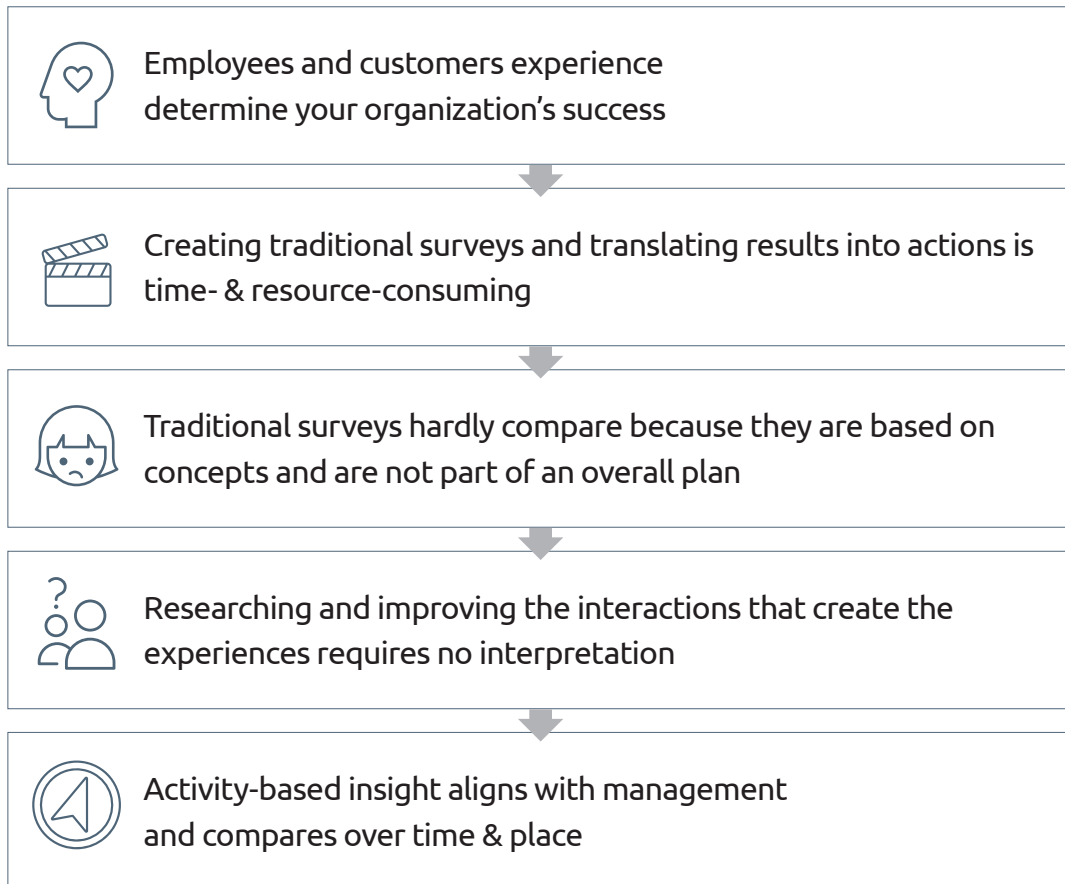 Employees and customers experience
determine your organization’s success
Creating traditional surveys and translating results into actions is
time- & resource-consuming
Traditional surveys hardly compare because they are based on
concepts and are not part of an overall plan
?
Researching and improving the interactions that create the
experiences requires no interpretation
Activity-based insight aligns with management
and compares over time & place